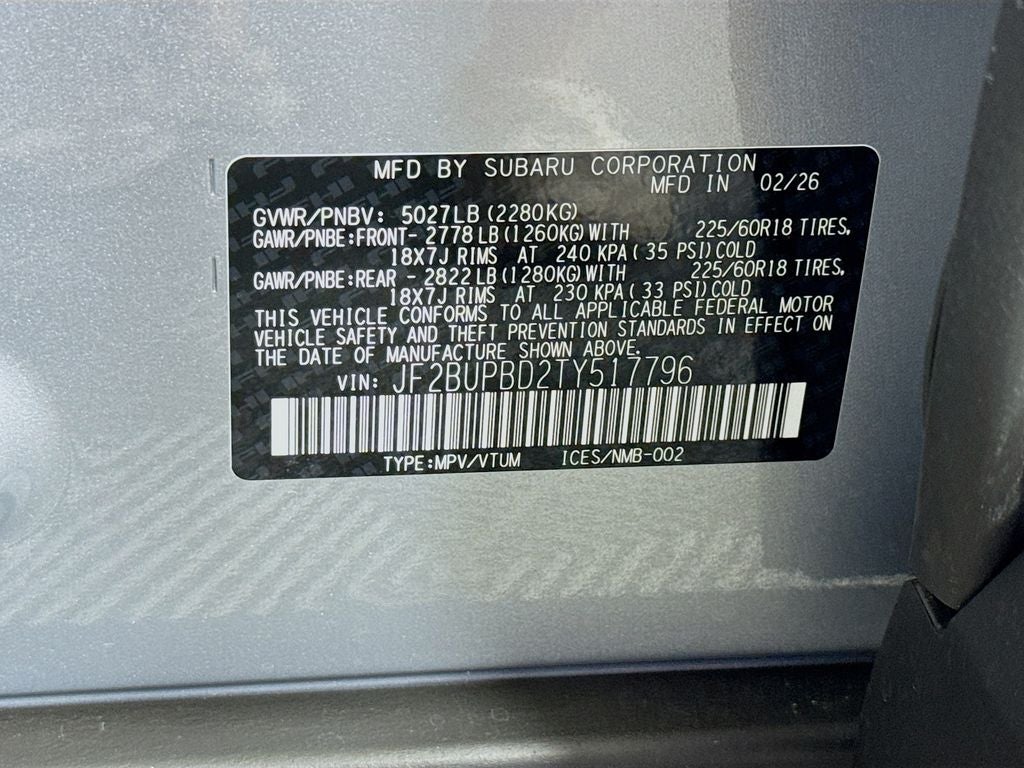 MFD BY SUBARU CORPORATION
MFD IN 02/26
GVWR/PNBV: 5027LB (2280KG)
GAWR/PNBE:FRONT- 2778 LB (1260KG) WITH 225/60R18 TIRES,
18X7J RIMS AT 240 KPA ( 35 PSI) COLD
GAWR/PNBE:REAR - 2822 LB (1280KG) WITH 225/60R18 TIRES,
18X7J RIMS AT 230 KPA ( 33 PSI) COLD
THIS VEHICLE CONFORMS TO ALL APPLICABLE FEDERAL MOTOR
VEHICLE SAFETY AND THEFT PREVENTION STANDARDS IN EFFECT ON
THE DATE OF MANUFACTURE SHOWN ABOVE.
VIN: JF2BUPBD2TY517796
TYPE:MPV/VTUM ICES/NMB-002